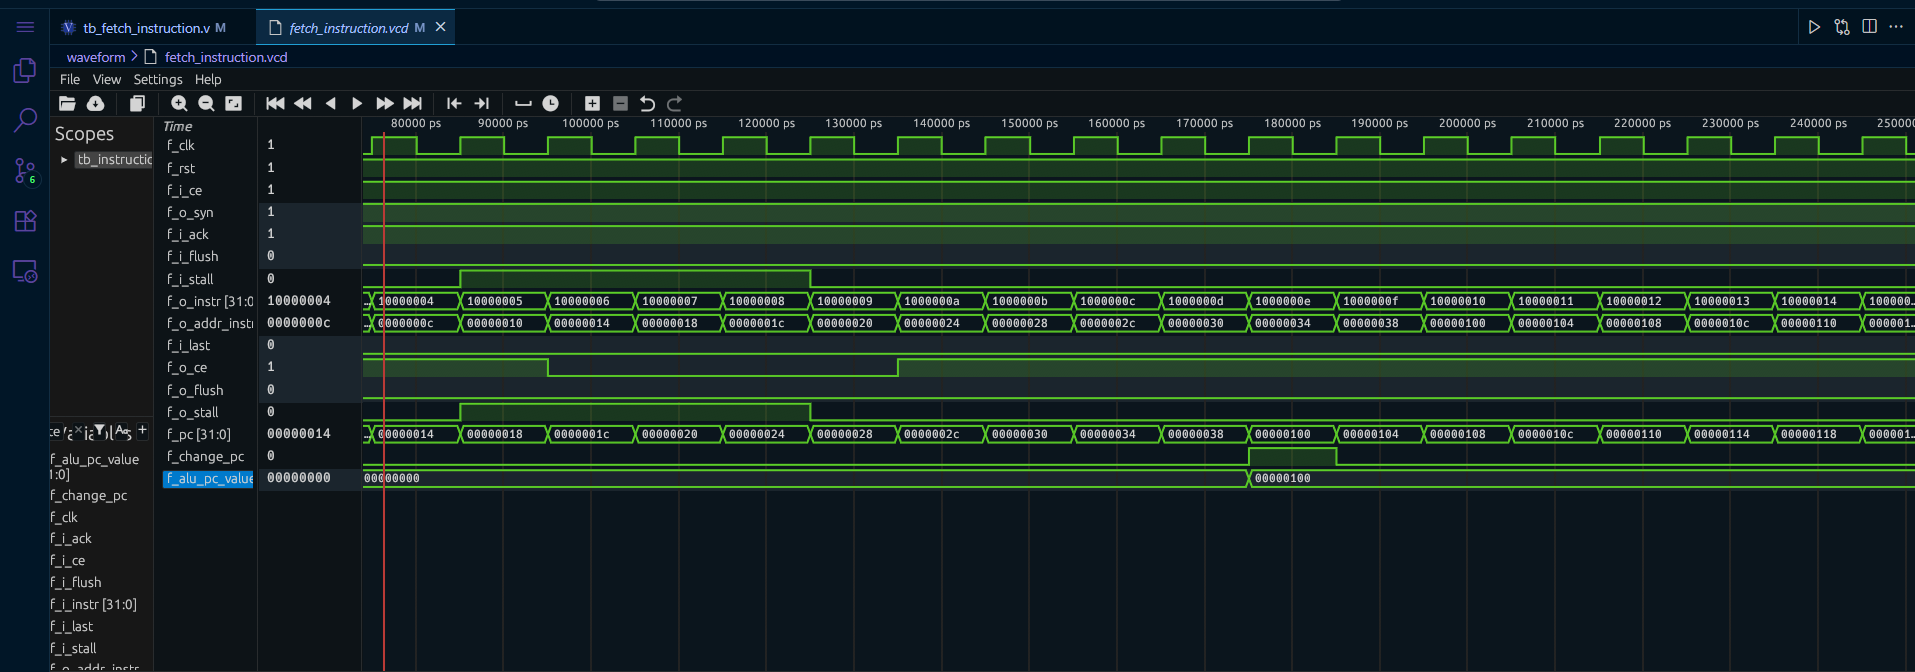 tb_fetch_instruction.v M fetch_instruction.vcd M
waveform > fetch_instruction.vcd
File View Settings Help
Scopes
tb_instructic
6
Time 80000 ps 90000 ps 100000 ps 110000 ps 120000 ps 130000 ps 140000 ps 150000 ps 160000 ps 170000 ps 180000 ps 190000 ps 200000 ps 210000 ps 220000 ps 230000 ps 240000 ps 250000
f_clk 1
f_rst 1
f_i_ce 1
f_o_syn 1
f_i_ack 1
f_i_flush 0
f_i_stall 0
f_o_instr [31:0 10000004 ... 10000004 10000005 10000006 10000007 10000008 10000009 1000000a 1000000b 1000000c 1000000d 1000000e 1000000f 10000010 10000011 10000012 10000013 10000014 100000...
f_o_addr_instr 0000000c ... 0000000c 00000010 00000014 00000018 0000001c 00000020 00000024 00000028 0000002c 00000030 00000034 00000038 00000100 00000104 00000108 0000010c 00000110 000001...
f_i_last 0
f_o_ce 1
f_o_flush 0
f_o_stall 0
f_pc [31:0] 00000014 ... 00000014 00000018 0000001c 00000020 00000024 00000028 0000002c 00000030 00000034 00000038 00000100 00000104 00000108 0000010c 00000110 00000114 00000118 000001...
f_change_pc 0
f_alu_pc_value 00000000 00000000 00000100
f_alu_pc_value
1:0]
f_change_pc
f_clk
f_i_ack
f_i_ce
f_i_flush
f_i_instr [31:0]
f_i_last
f_i_stall
f_o_addr_instr